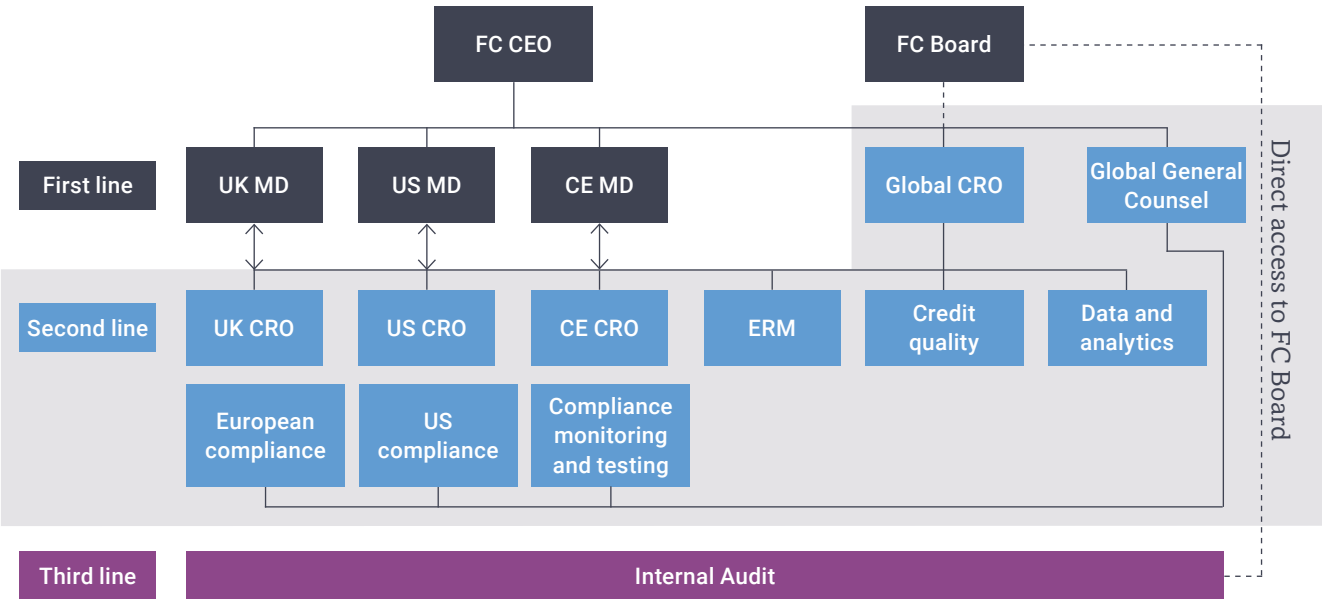 FC CEO
FC Board
First line
UK MD
US MD
CE MD
Global CRO
Global General
Counsel
Direct access to FC Board
Second line
UK CRO
US CRO
CE CRO
ERM
Credit
quality
Data and
analytics
European
compliance
US
compliance
Compliance
monitoring
and testing
Third line
Internal Audit